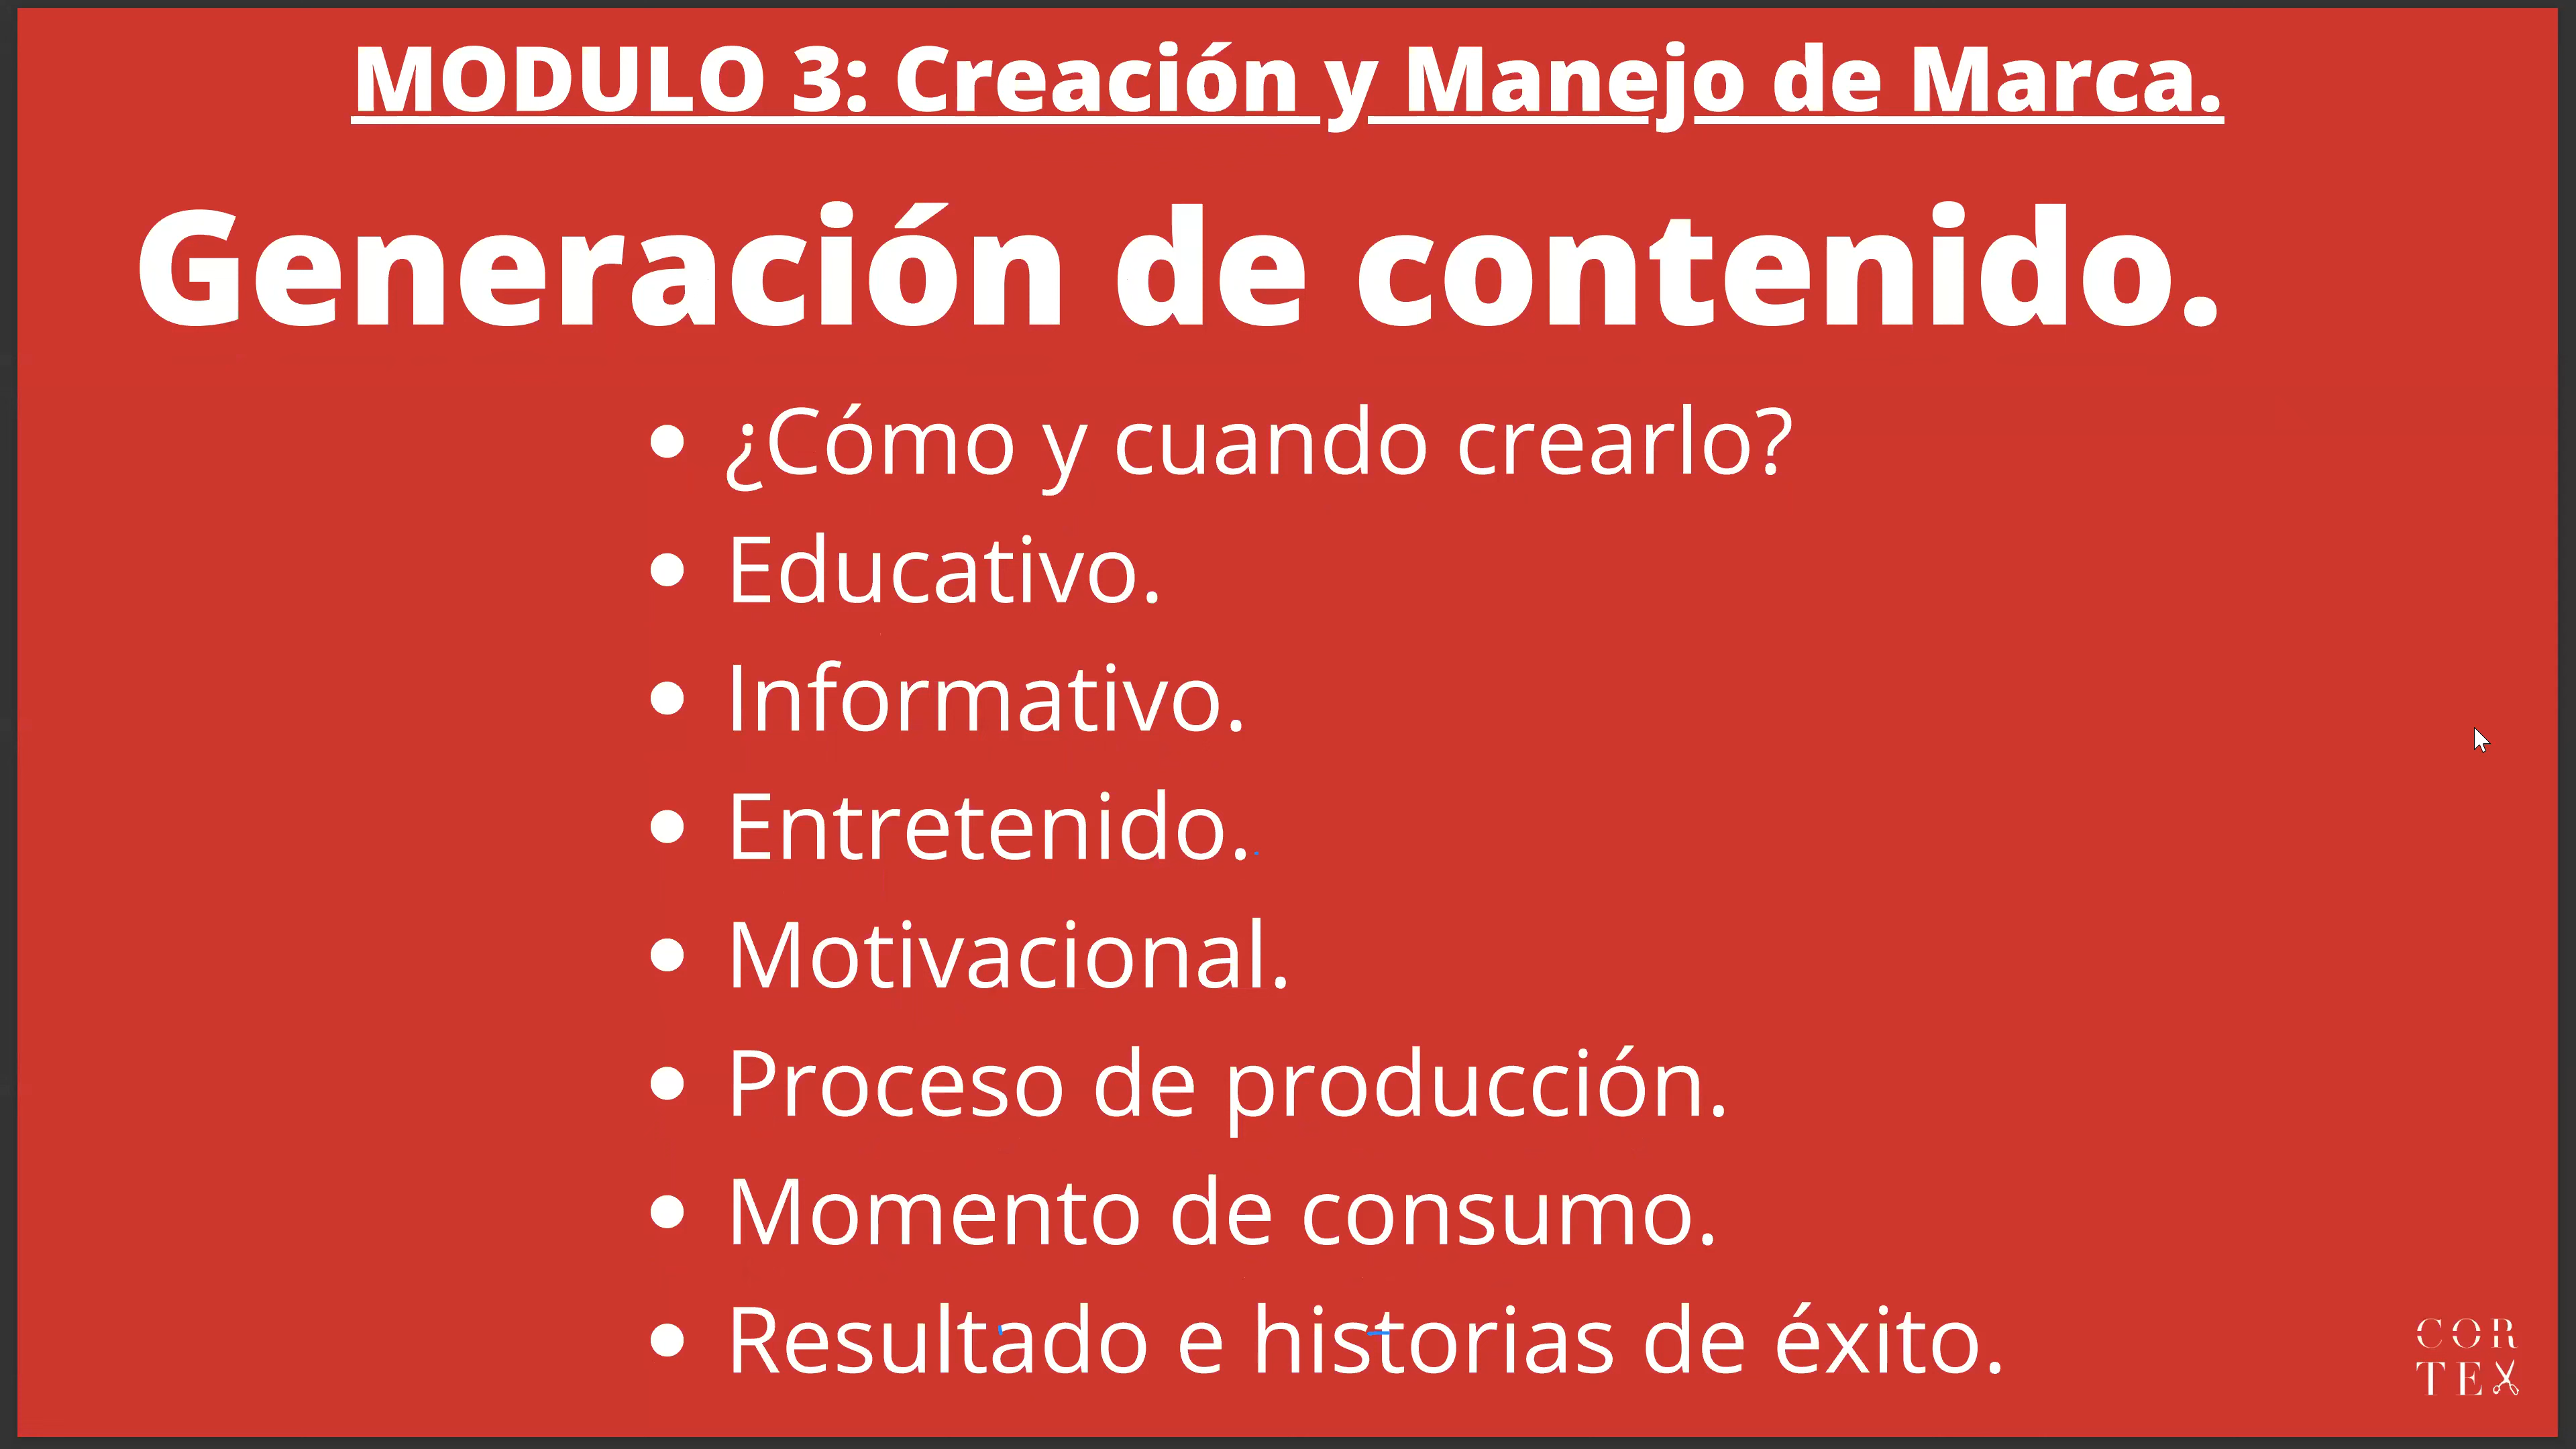 MODULO 3: Creación y Manejo de Marca.
Generación de contenido.
• ¿Cómo y cuando crearlo?
• Educativo.
• Informativo.
• Entretenido.
• Motivacional.
• Proceso de producción.
• Momento de consumo.
• Resultado e historias de éxito.
COR
TEX